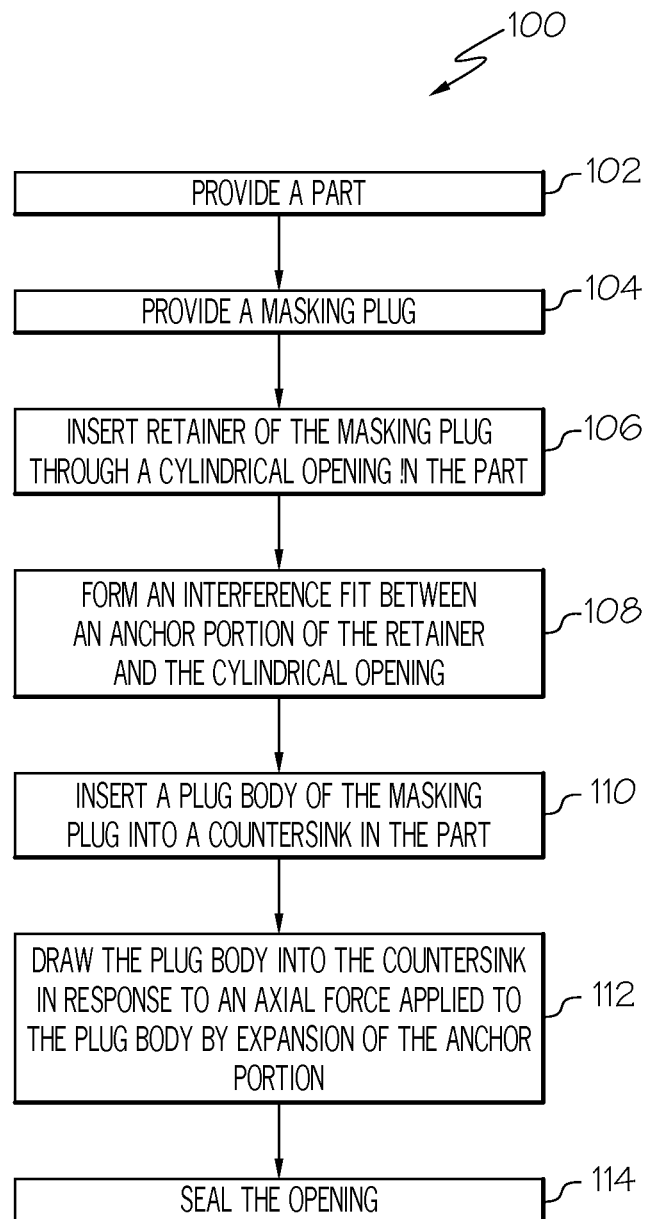 100
PROVIDE A PART
102
PROVIDE A MASKING PLUG
104
INSERT RETAINER OF THE MASKING PLUG
THROUGH A CYLINDRICAL OPENING !N THE PART
106
FORM AN INTERFERENCE FIT BETWEEN
AN ANCHOR PORTION OF THE RETAINER
AND THE CYLINDRICAL OPENING
108
INSERT A PLUG BODY OF THE MASKING
PLUG INTO A COUNTERSINK IN THE PART
110
DRAW THE PLUG BODY INTO THE COUNTERSINK
IN RESPONSE TO AN AXIAL FORCE APPLIED TO
THE PLUG BODY BY EXPANSION OF THE ANCHOR
PORTION
112
SEAL THE OPENING
114